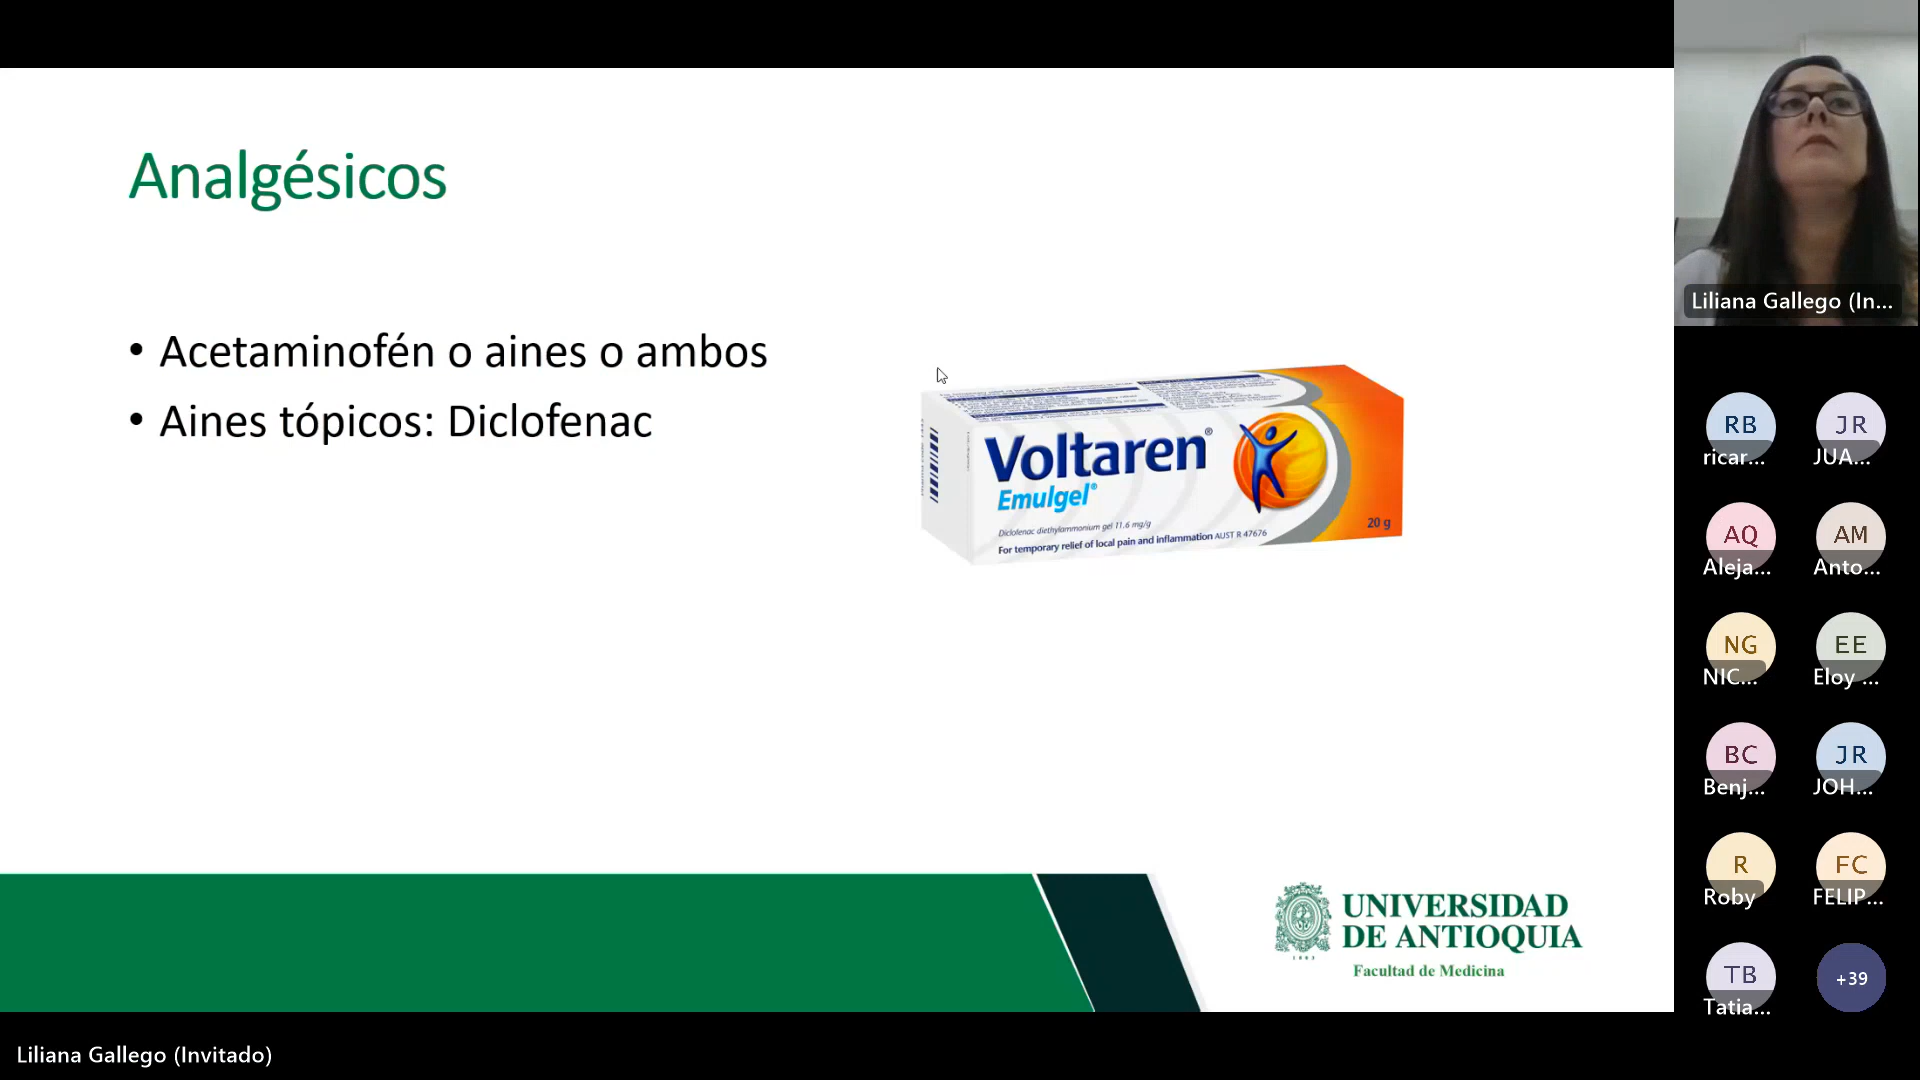 Analgésicos
• Acetaminofén o aines o ambos
• Aines tópicos: Diclofenac
Voltaren®
Emulgel®
Diclofenac diethylammonium gel 11.6 mg/g
For temporary relief of local pain and inflammation AUST R 47676
20 g
UNIVERSIDAD
DE ANTIOQUIA
1803
Facultad de Medicina
Liliana Gallego (In...
RB
ricar...
JR
JUA...
AQ
Aleja...
AM
Anto...
NG
NIC...
EE
Eloy ...
BC
Benj...
JR
JOH...
R
Roby
FC
FELIP...
TB
Tatia...
+39
Liliana Gallego (Invitado)